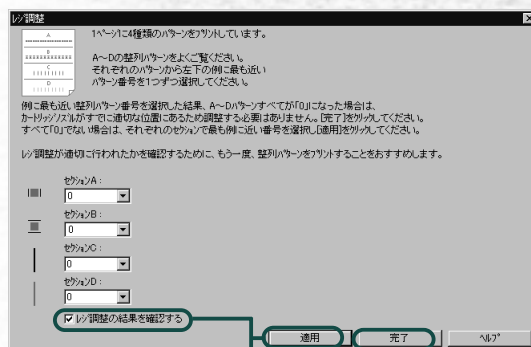 レジ調整
A
B
C
D
1ページに4種類のパターンをプリントしています。
A～Dの整列パターンをよくご覧ください。
それぞれのパターンから左下の例に最も近い
パターン番号を1つずつ選択してください。
例に最も近い整列パターン番号を選択した結果、A～Dパターンすべてが「0」になった場合は、
カートリッジ/ノズルがすでに適切な位置にあるため調整する必要はありません。[完了]をクリックしてください。
すべて「0」でない場合は、それぞれのセクションで最も例に近い番号を選択し[適用]をクリックしてください。
レジ調整が適切に行われたかを確認するために、もう一度、整列パターンをプリントすることをおすすめします。
セクションA :
0
セクションB :
0
セクションC :
0
セクションD :
0
レジ調整の結果を確認する
適用
完了
ヘルプ